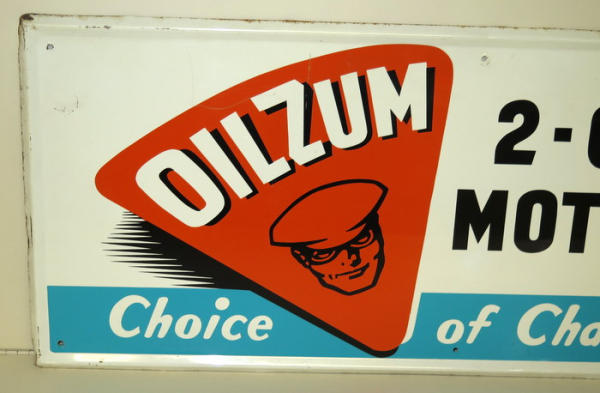 OILZUM
2-
MOT
Choice of Cha